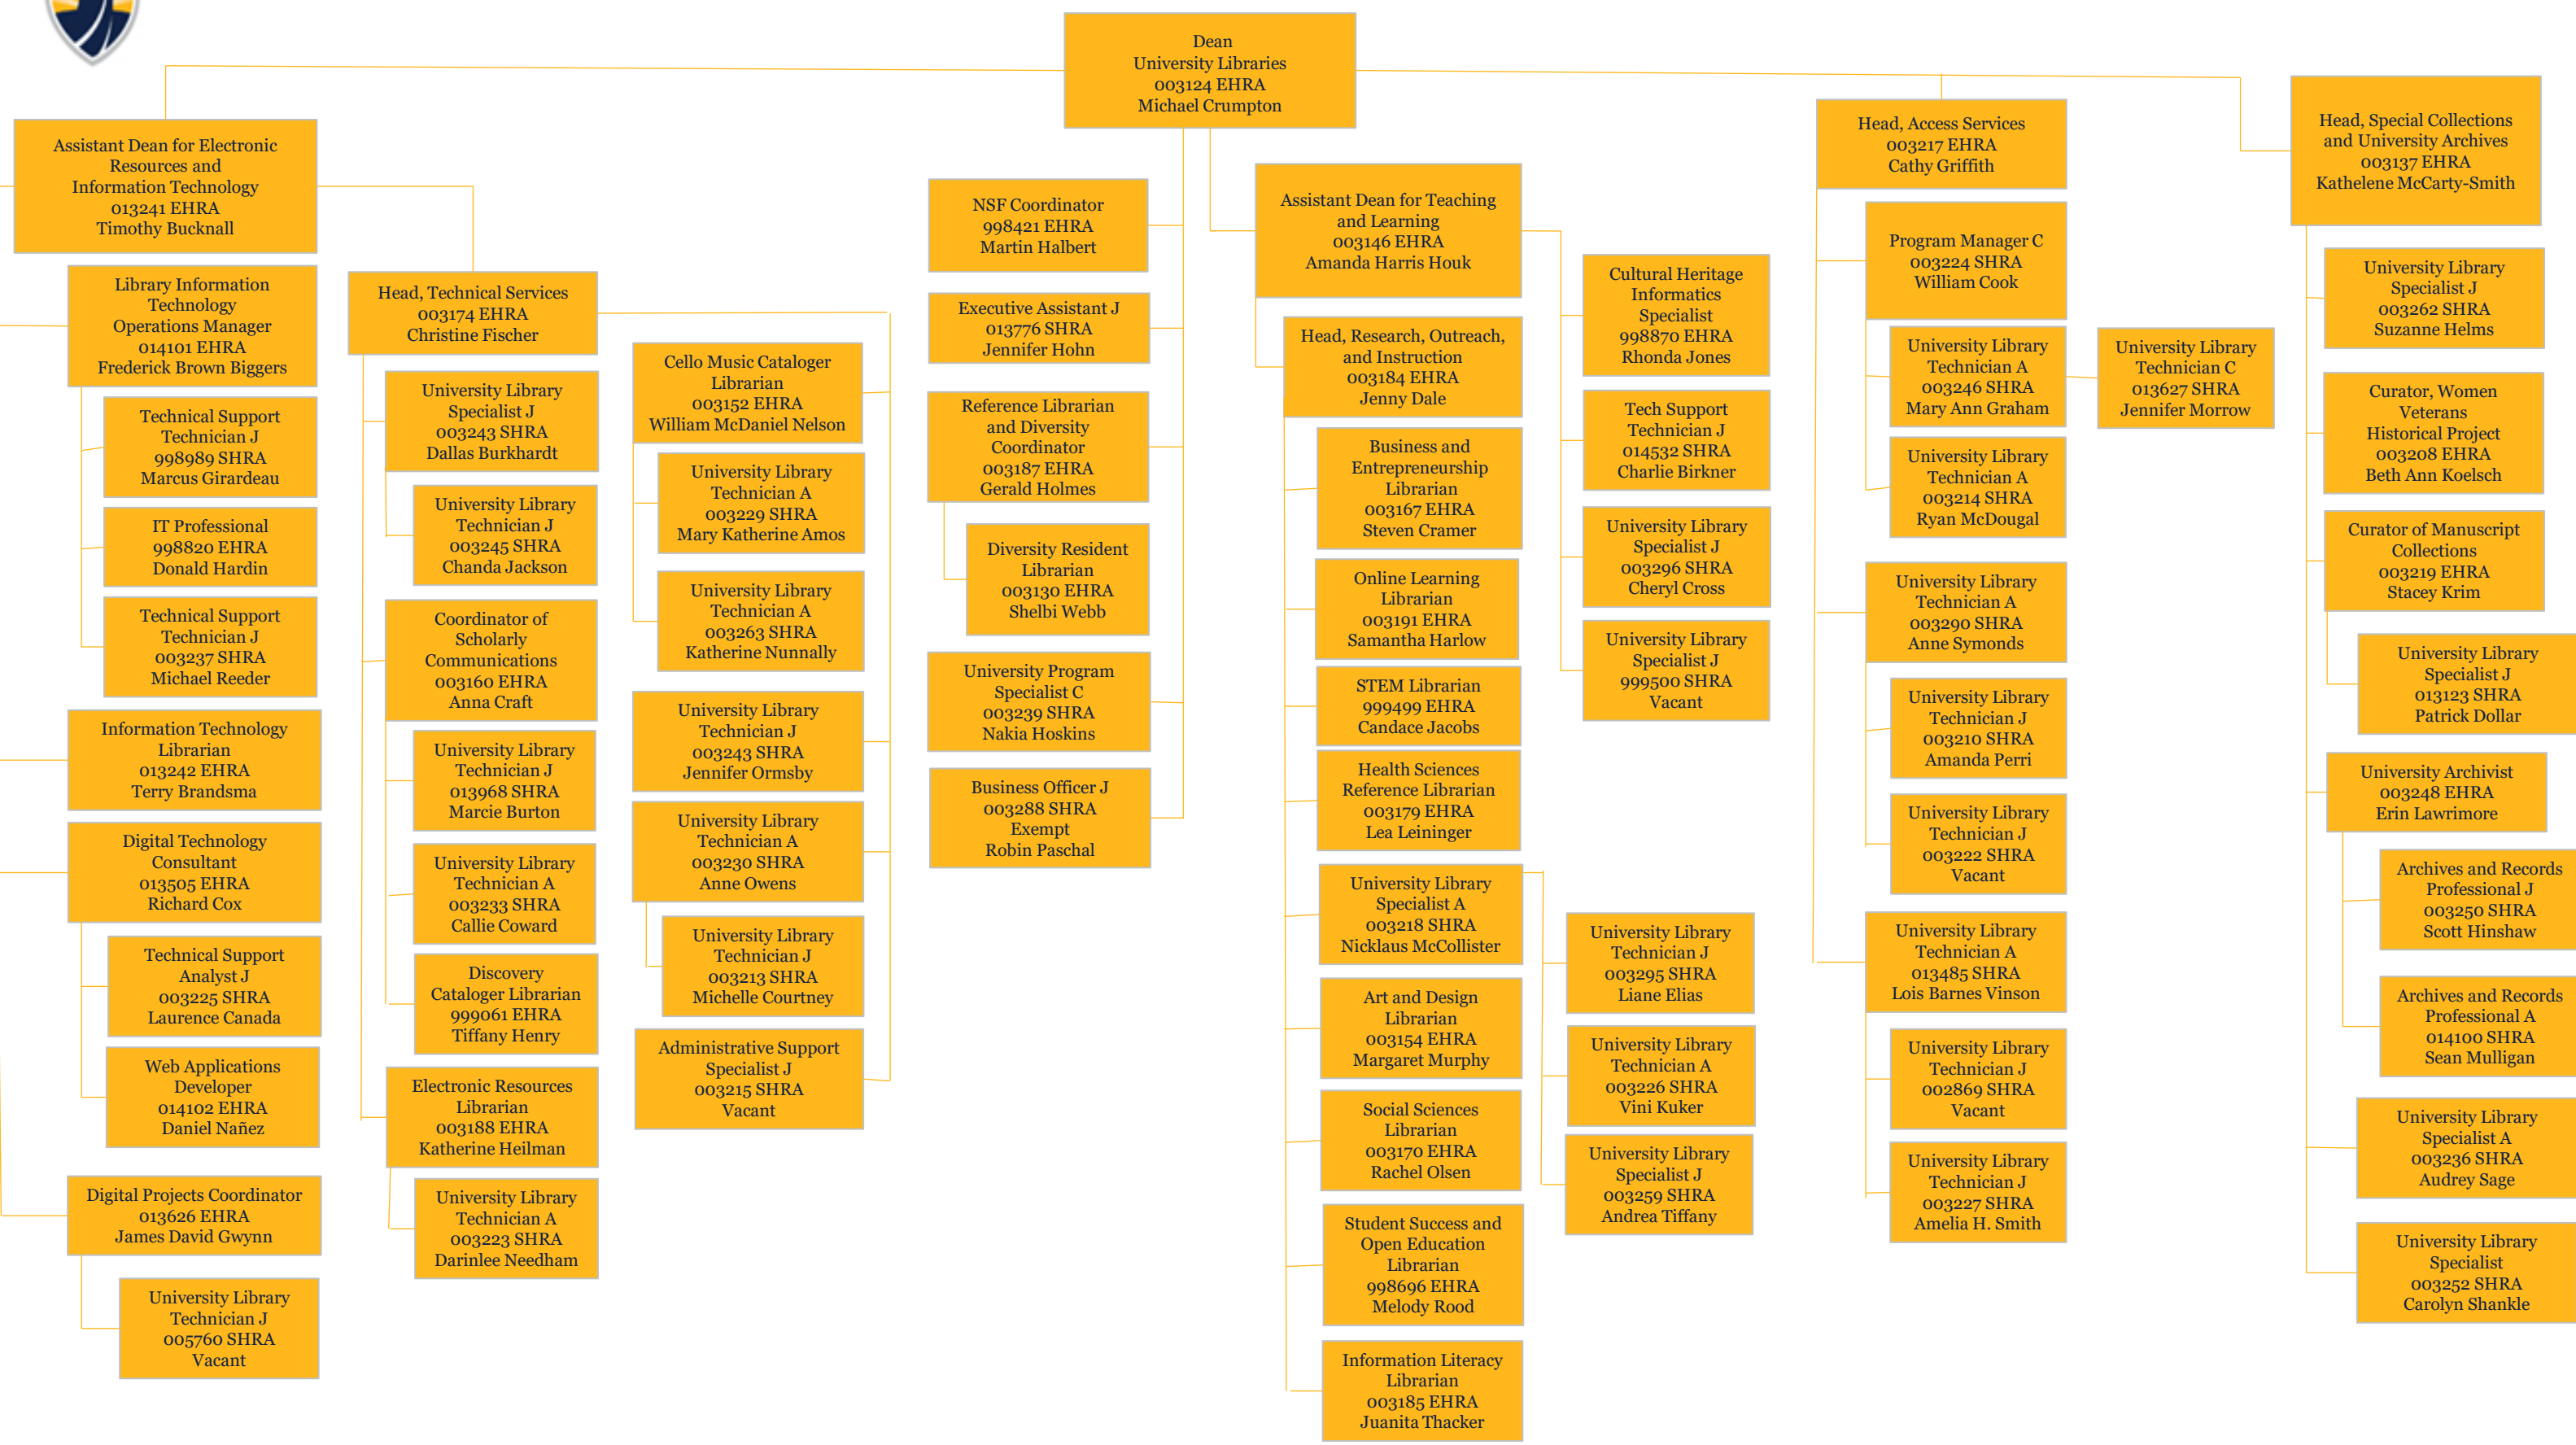 Dean
University Libraries
003124 EHRA
Michael Crumpton
Assistant Dean for Electronic
Resources and
Information Technology
013241 EHRA
Timothy Bucknall
Library Information
Technology
Operations Manager
014101 EHRA
Frederick Brown Biggers
Technical Support
Technician J
998989 SHRA
Marcus Girardeau
IT Professional
998820 EHRA
Donald Hardin
Technical Support
Technician J
003237 SHRA
Michael Reeder
Information Technology
Librarian
013242 EHRA
Terry Brandsma
Digital Technology
Consultant
013505 EHRA
Richard Cox
Technical Support
Analyst J
003225 SHRA
Laurence Canada
Web Applications
Developer
014102 EHRA
Daniel Nañez
Digital Projects Coordinator
013626 EHRA
James David Gwynn
University Library
Technician J
005760 SHRA
Vacant
Head, Technical Services
003174 EHRA
Christine Fischer
University Library
Specialist J
003243 SHRA
Dallas Burkhardt
University Library
Technician J
003245 SHRA
Chanda Jackson
Coordinator of
Scholarly
Communications
003160 EHRA
Anna Craft
University Library
Technician J
013968 SHRA
Marcie Burton
University Library
Technician A
003233 SHRA
Callie Coward
Discovery
Cataloger Librarian
999061 EHRA
Tiffany Henry
Electronic Resources
Librarian
003188 EHRA
Katherine Heilman
University Library
Technician A
003223 SHRA
Darinlee Needham
Cello Music Cataloger
Librarian
003152 EHRA
William McDaniel Nelson
University Library
Technician A
003229 SHRA
Mary Katherine Amos
University Library
Technician A
003263 SHRA
Katherine Nunnally
University Library
Technician J
003243 SHRA
Jennifer Ormsby
University Library
Technician A
003230 SHRA
Anne Owens
University Library
Technician J
003213 SHRA
Michelle Courtney
Administrative Support
Specialist J
003215 SHRA
Vacant
NSF Coordinator
998421 EHRA
Martin Halbert
Executive Assistant J
013776 SHRA
Jennifer Hohn
Reference Librarian
and Diversity
Coordinator
003187 EHRA
Gerald Holmes
Diversity Resident
Librarian
003130 EHRA
Shelbi Webb
University Program
Specialist C
003239 SHRA
Nakia Hoskins
Business Officer J
003288 SHRA
Exempt
Robin Paschal
Assistant Dean for Teaching
and Learning
003146 EHRA
Amanda Harris Houk
Head, Research, Outreach,
and Instruction
003184 EHRA
Jenny Dale
Business and
Entrepreneurship
Librarian
003167 EHRA
Steven Cramer
Online Learning
Librarian
003191 EHRA
Samantha Harlow
STEM Librarian
999499 EHRA
Candace Jacobs
Health Sciences
Reference Librarian
003179 EHRA
Lea Leininger
University Library
Specialist A
003218 SHRA
Nicklaus McCollister
Art and Design
Librarian
003154 EHRA
Margaret Murphy
Social Sciences
Librarian
003170 EHRA
Rachel Olsen
Student Success and
Open Education
Librarian
998696 EHRA
Melody Rood
Information Literacy
Librarian
003185 EHRA
Juanita Thacker
Cultural Heritage
Informatics
Specialist
998870 EHRA
Rhonda Jones
Tech Support
Technician J
014532 SHRA
Charlie Birkner
University Library
Specialist J
003296 SHRA
Cheryl Cross
University Library
Specialist J
999500 SHRA
Vacant
University Library
Technician J
003295 SHRA
Liane Elias
University Library
Technician A
003226 SHRA
Vini Kuker
University Library
Specialist J
003259 SHRA
Andrea Tiffany
Head, Access Services
003217 EHRA
Cathy Griffith
Program Manager C
003224 SHRA
William Cook
University Library
Technician A
003246 SHRA
Mary Ann Graham
University Library
Technician C
013627 SHRA
Jennifer Morrow
University Library
Technician A
003214 SHRA
Ryan McDougal
University Library
Technician A
003290 SHRA
Anne Symonds
University Library
Technician J
003210 SHRA
Amanda Perri
University Library
Technician J
003222 SHRA
Vacant
University Library
Technician A
013485 SHRA
Lois Barnes Vinson
University Library
Technician J
002869 SHRA
Vacant
University Library
Technician J
003227 SHRA
Amelia H. Smith
Head, Special Collections
and University Archives
003137 EHRA
Kathelene McCarty-Smith
University Library
Specialist J
003262 SHRA
Suzanne Helms
Curator, Women
Veterans
Historical Project
003208 EHRA
Beth Ann Koelsch
Curator of Manuscript
Collections
003219 EHRA
Stacey Krim
University Library
Specialist J
013123 SHRA
Patrick Dollar
University Archivist
003248 EHRA
Erin Lawrimore
Archives and Records
Professional J
003250 SHRA
Scott Hinshaw
Archives and Records
Professional A
014100 SHRA
Sean Mulligan
University Library
Specialist A
003236 SHRA
Audrey Sage
University Library
Specialist
003252 SHRA
Carolyn Shankle